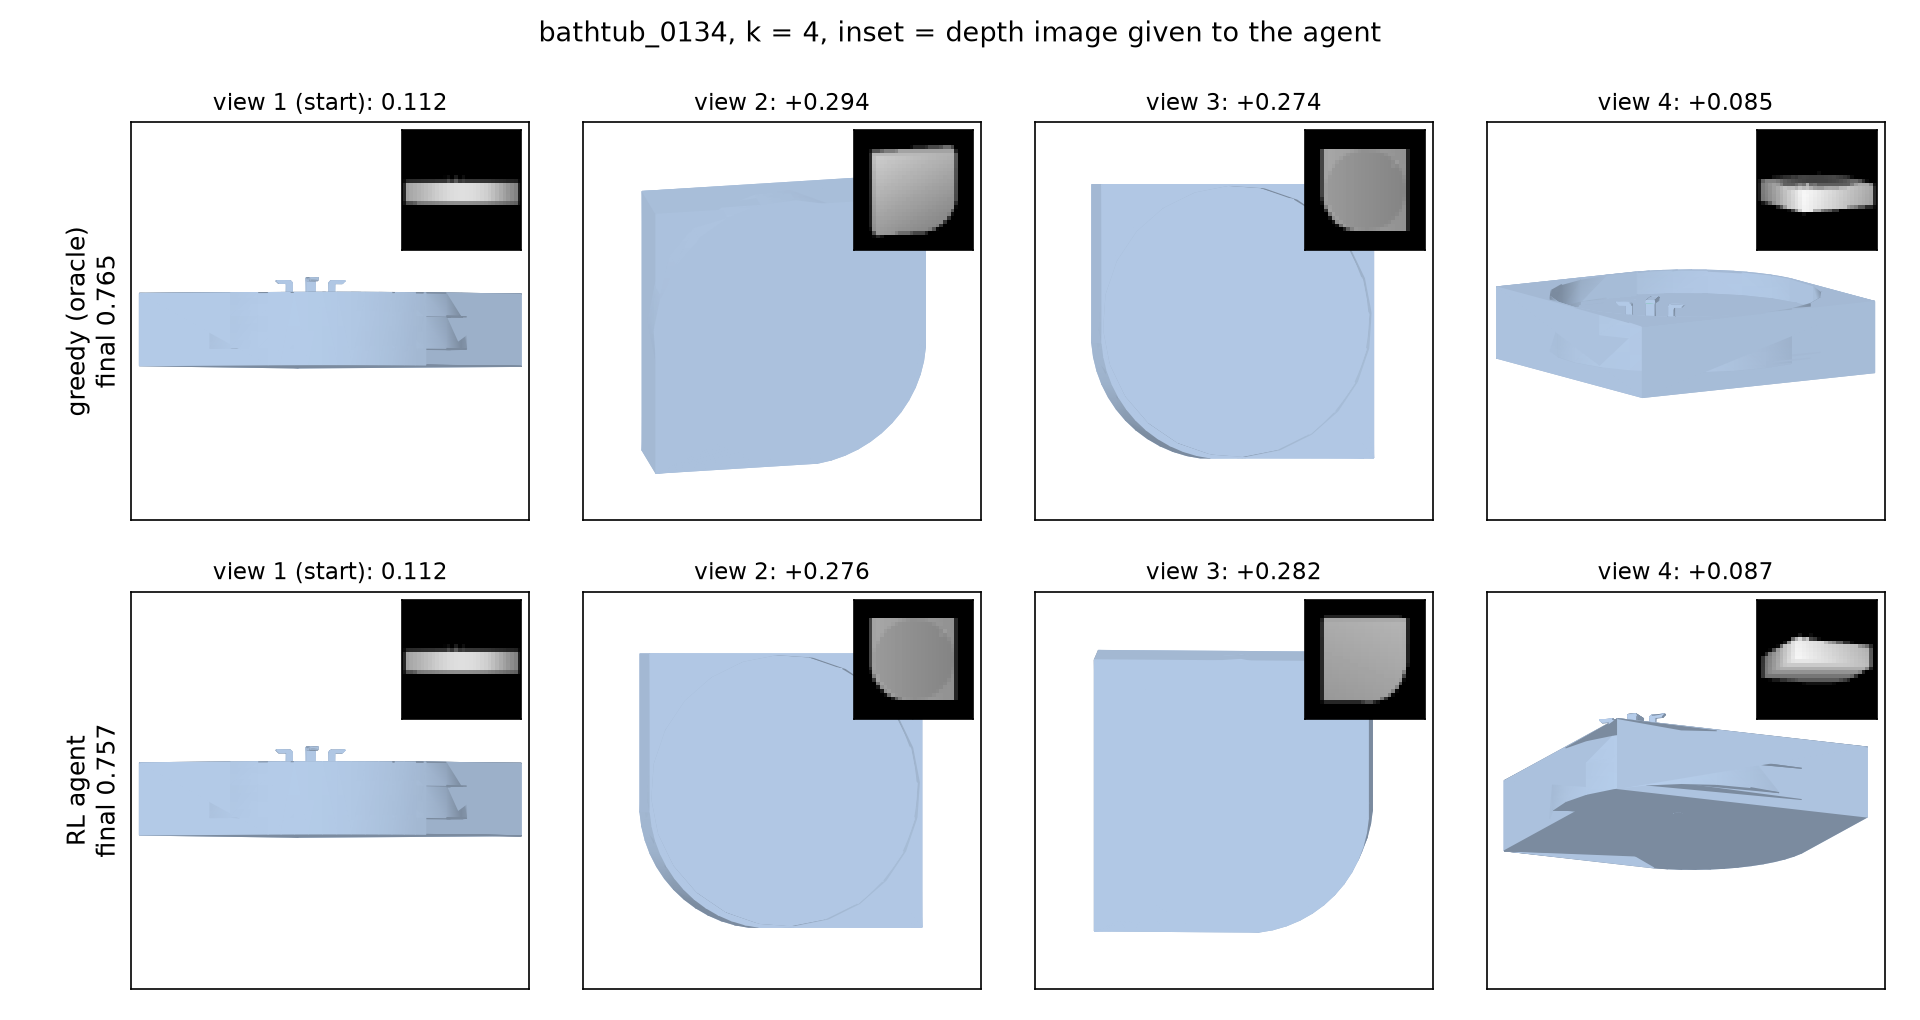 bathtub_0134, k = 4, inset = depth image given to the agent
view 1 (start): 0.112
view 2: +0.294
view 3: +0.274
view 4: +0.085
greedy (oracle)
final 0.765
view 1 (start): 0.112
view 2: +0.276
view 3: +0.282
view 4: +0.087
RL agent
final 0.757